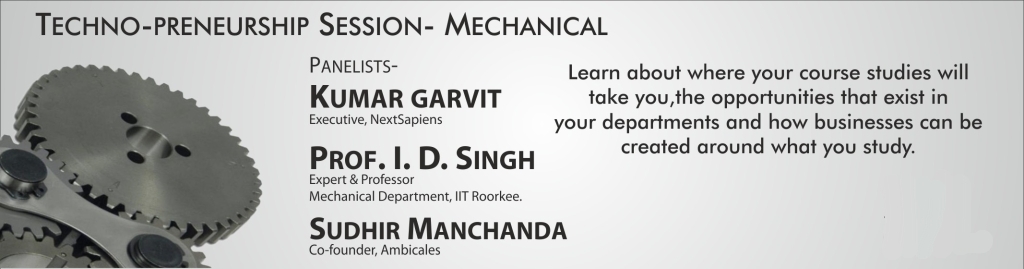 Techno-preneurship Session- Mechanical
Panelists-
Kumar garvit
Executive, NextSapiens
Prof. I. D. Singh
Expert & Professor
Mechanical Department, IIT Roorkee.
Sudhir Manchanda
Co-founder, Ambicales
Learn about where your course studies will
take you,the opportunities that exist in
your departments and how businesses can be
created around what you study.